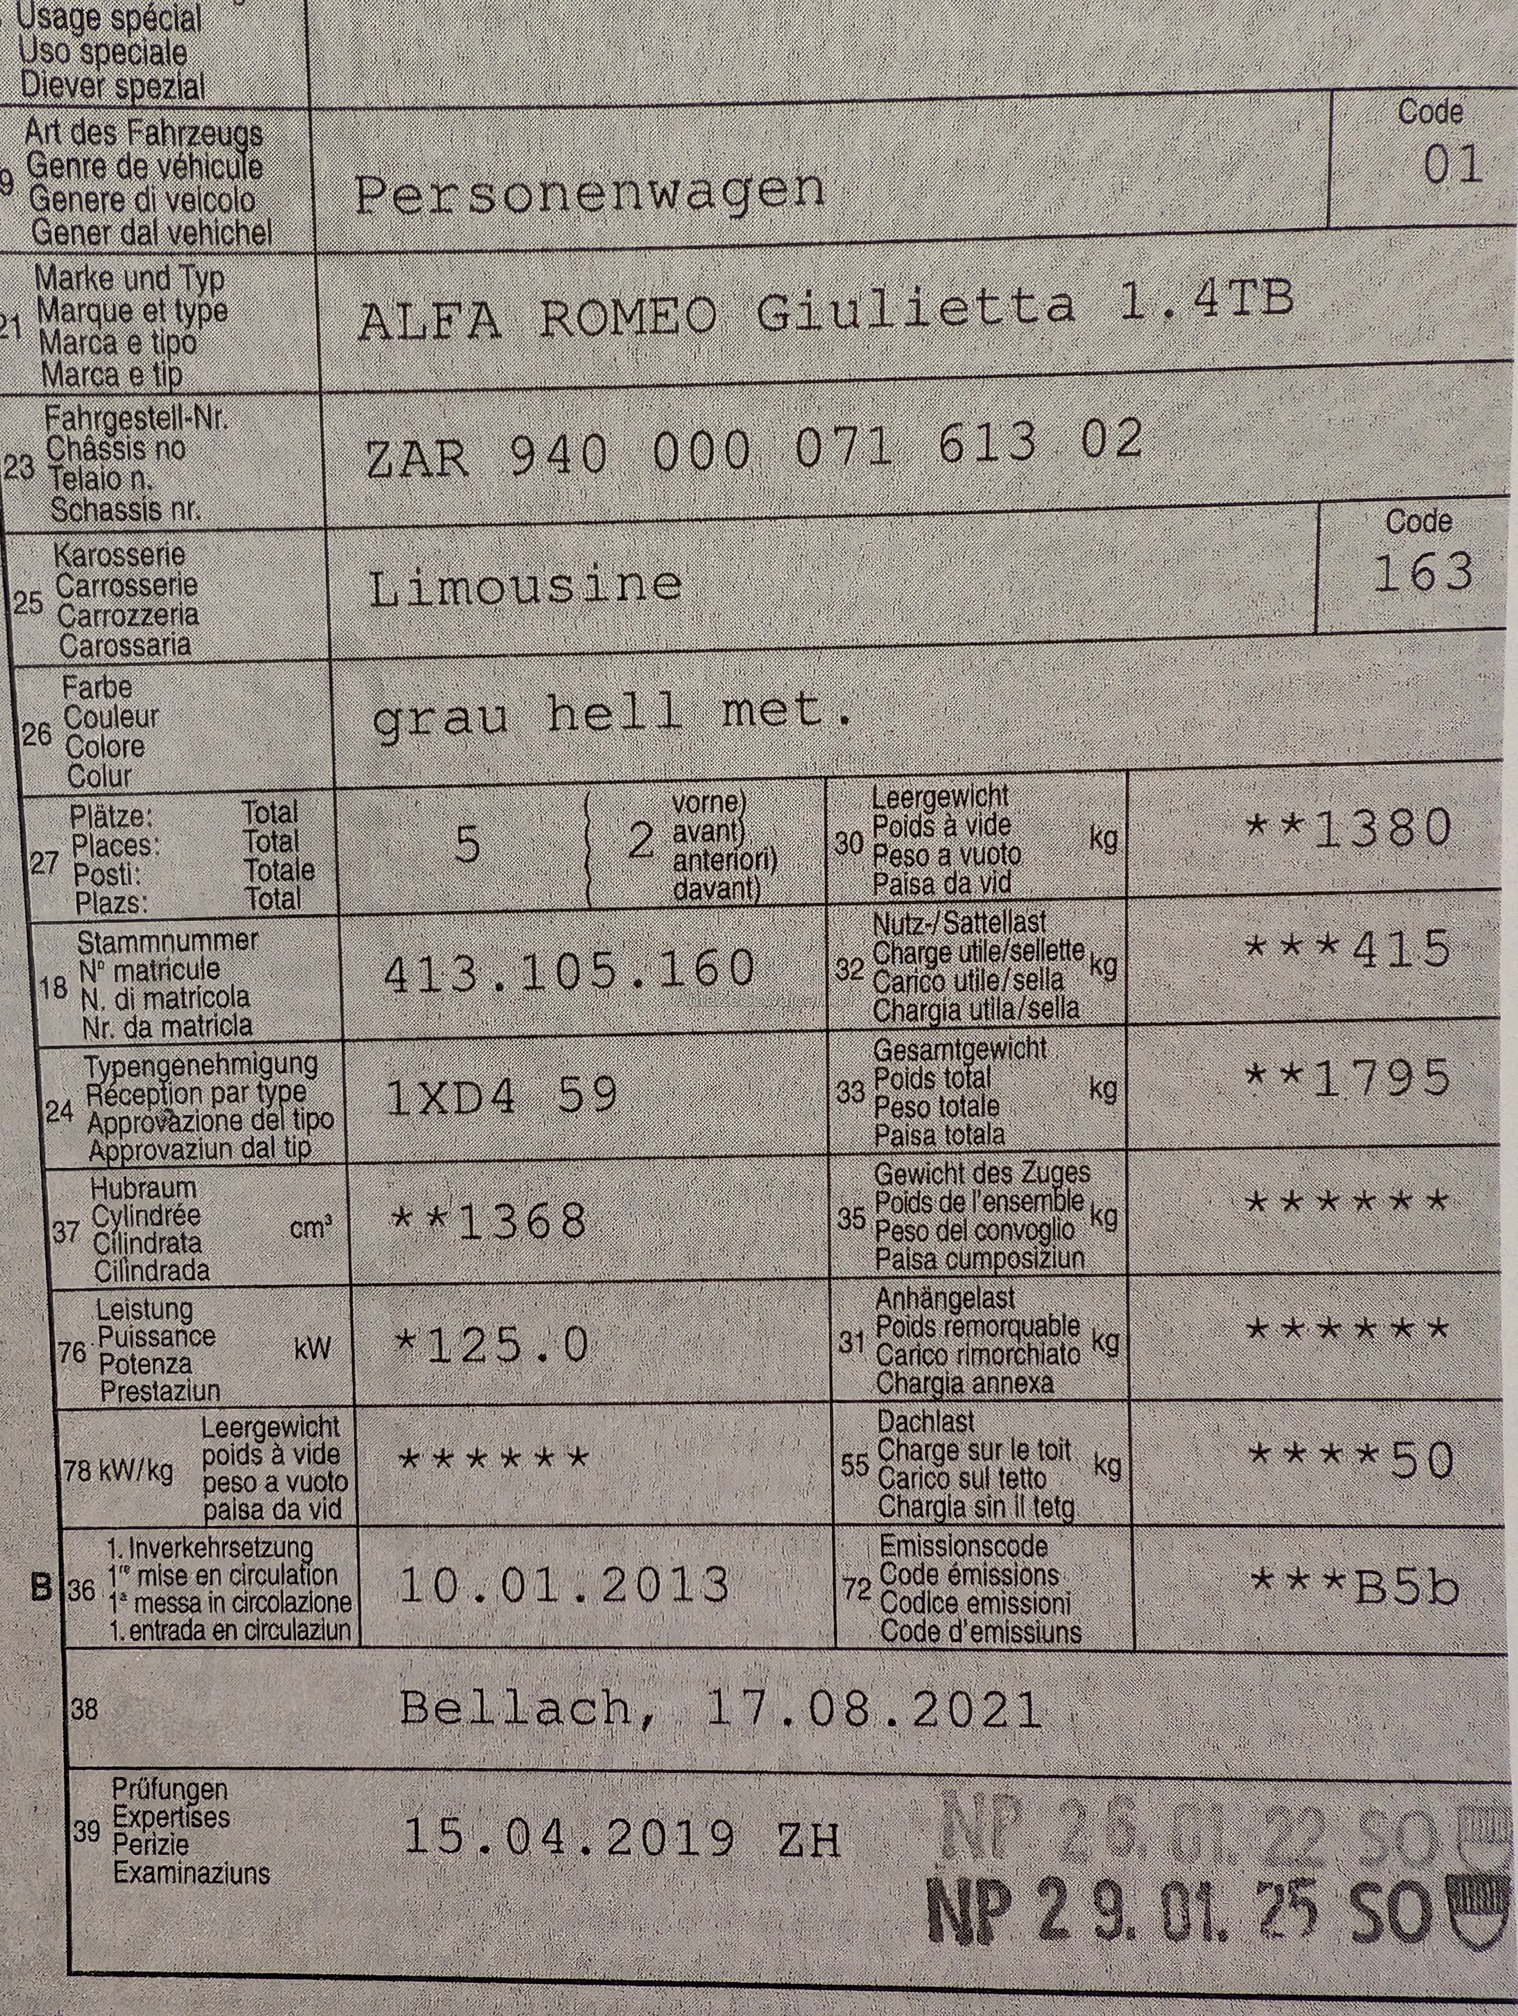 Usage spécial
Uso speciale
Diever spezial
Art des Fahrzeugs
9 Genre de véhicule
Genere di veicolo
Gener dal vehichel
Personenwagen
Code
01
Marke und Typ
21 Marque et type
Marca e tipo
Marca e tip
ALFA ROMEO Giulietta 1.4TB
Fahrgestell-Nr.
23 Châssis no
Telaio n.
Schassis nr.
ZAR 940 000 071 613 02
Karosserie
25 Carrosserie
Carrozzeria
Carossaria
Limousine
Code
163
Farbe
26 Couleur
Colore
Colur
grau hell met.
Plätze: Total
27 Places: Total
Posti: Totale
Plazs: Total
5 ( 2 vorne)
avant)
anteriori)
davant)
Leergewicht
30 Poids à vide kg
Peso a vuoto
Paisa da vid
**1380
Stammnummer
18 N° matricule
N. di matricola
Nr. da matricla
413.105.160
Nutz-/Sattellast
32 Charge utile/sellette kg
Carico utile/sella
Chargia utila/sella
***415
Typengenehmigung
24 Réception par type
Approvazione del tipo
Approvaziun dal tip
1XD4 59
Gesamtgewicht
33 Poids total kg
Peso totale
Paisa totala
**1795
Hubraum
37 Cylindrée cm³
Cilindrata
Cilindrada
**1368
Gewicht des Zuges
35 Poids de l'ensemble kg
Peso del convoglio
Paisa cumposiziun
******
Leistung
76 Puissance kW
Potenza
Prestaziun
*125.0
Anhängelast
31 Poids remorquable kg
Carico rimorchiato
Chargia annexa
******
Leergewicht
78 kW/kg poids à vide
peso a vuoto
paisa da vid
******
Dachlast
55 Charge sur le toit kg
Carico sul tetto
Chargia sin il tetg
****50
1. Inverkehrsetzung
B 36 1re mise en circulation
1a messa in circolazione
1. entrada en circulaziun
10.01.2013
Emissionscode
72 Code émissions
Codice emissioni
Code d'emissiuns
***B5b
38 Bellach, 17.08.2021
Prüfungen
39 Expertises
Perizie
Examinaziuns
15.04.2019 ZH
NP 26.01.22 SO
NP 29.01.25 SO